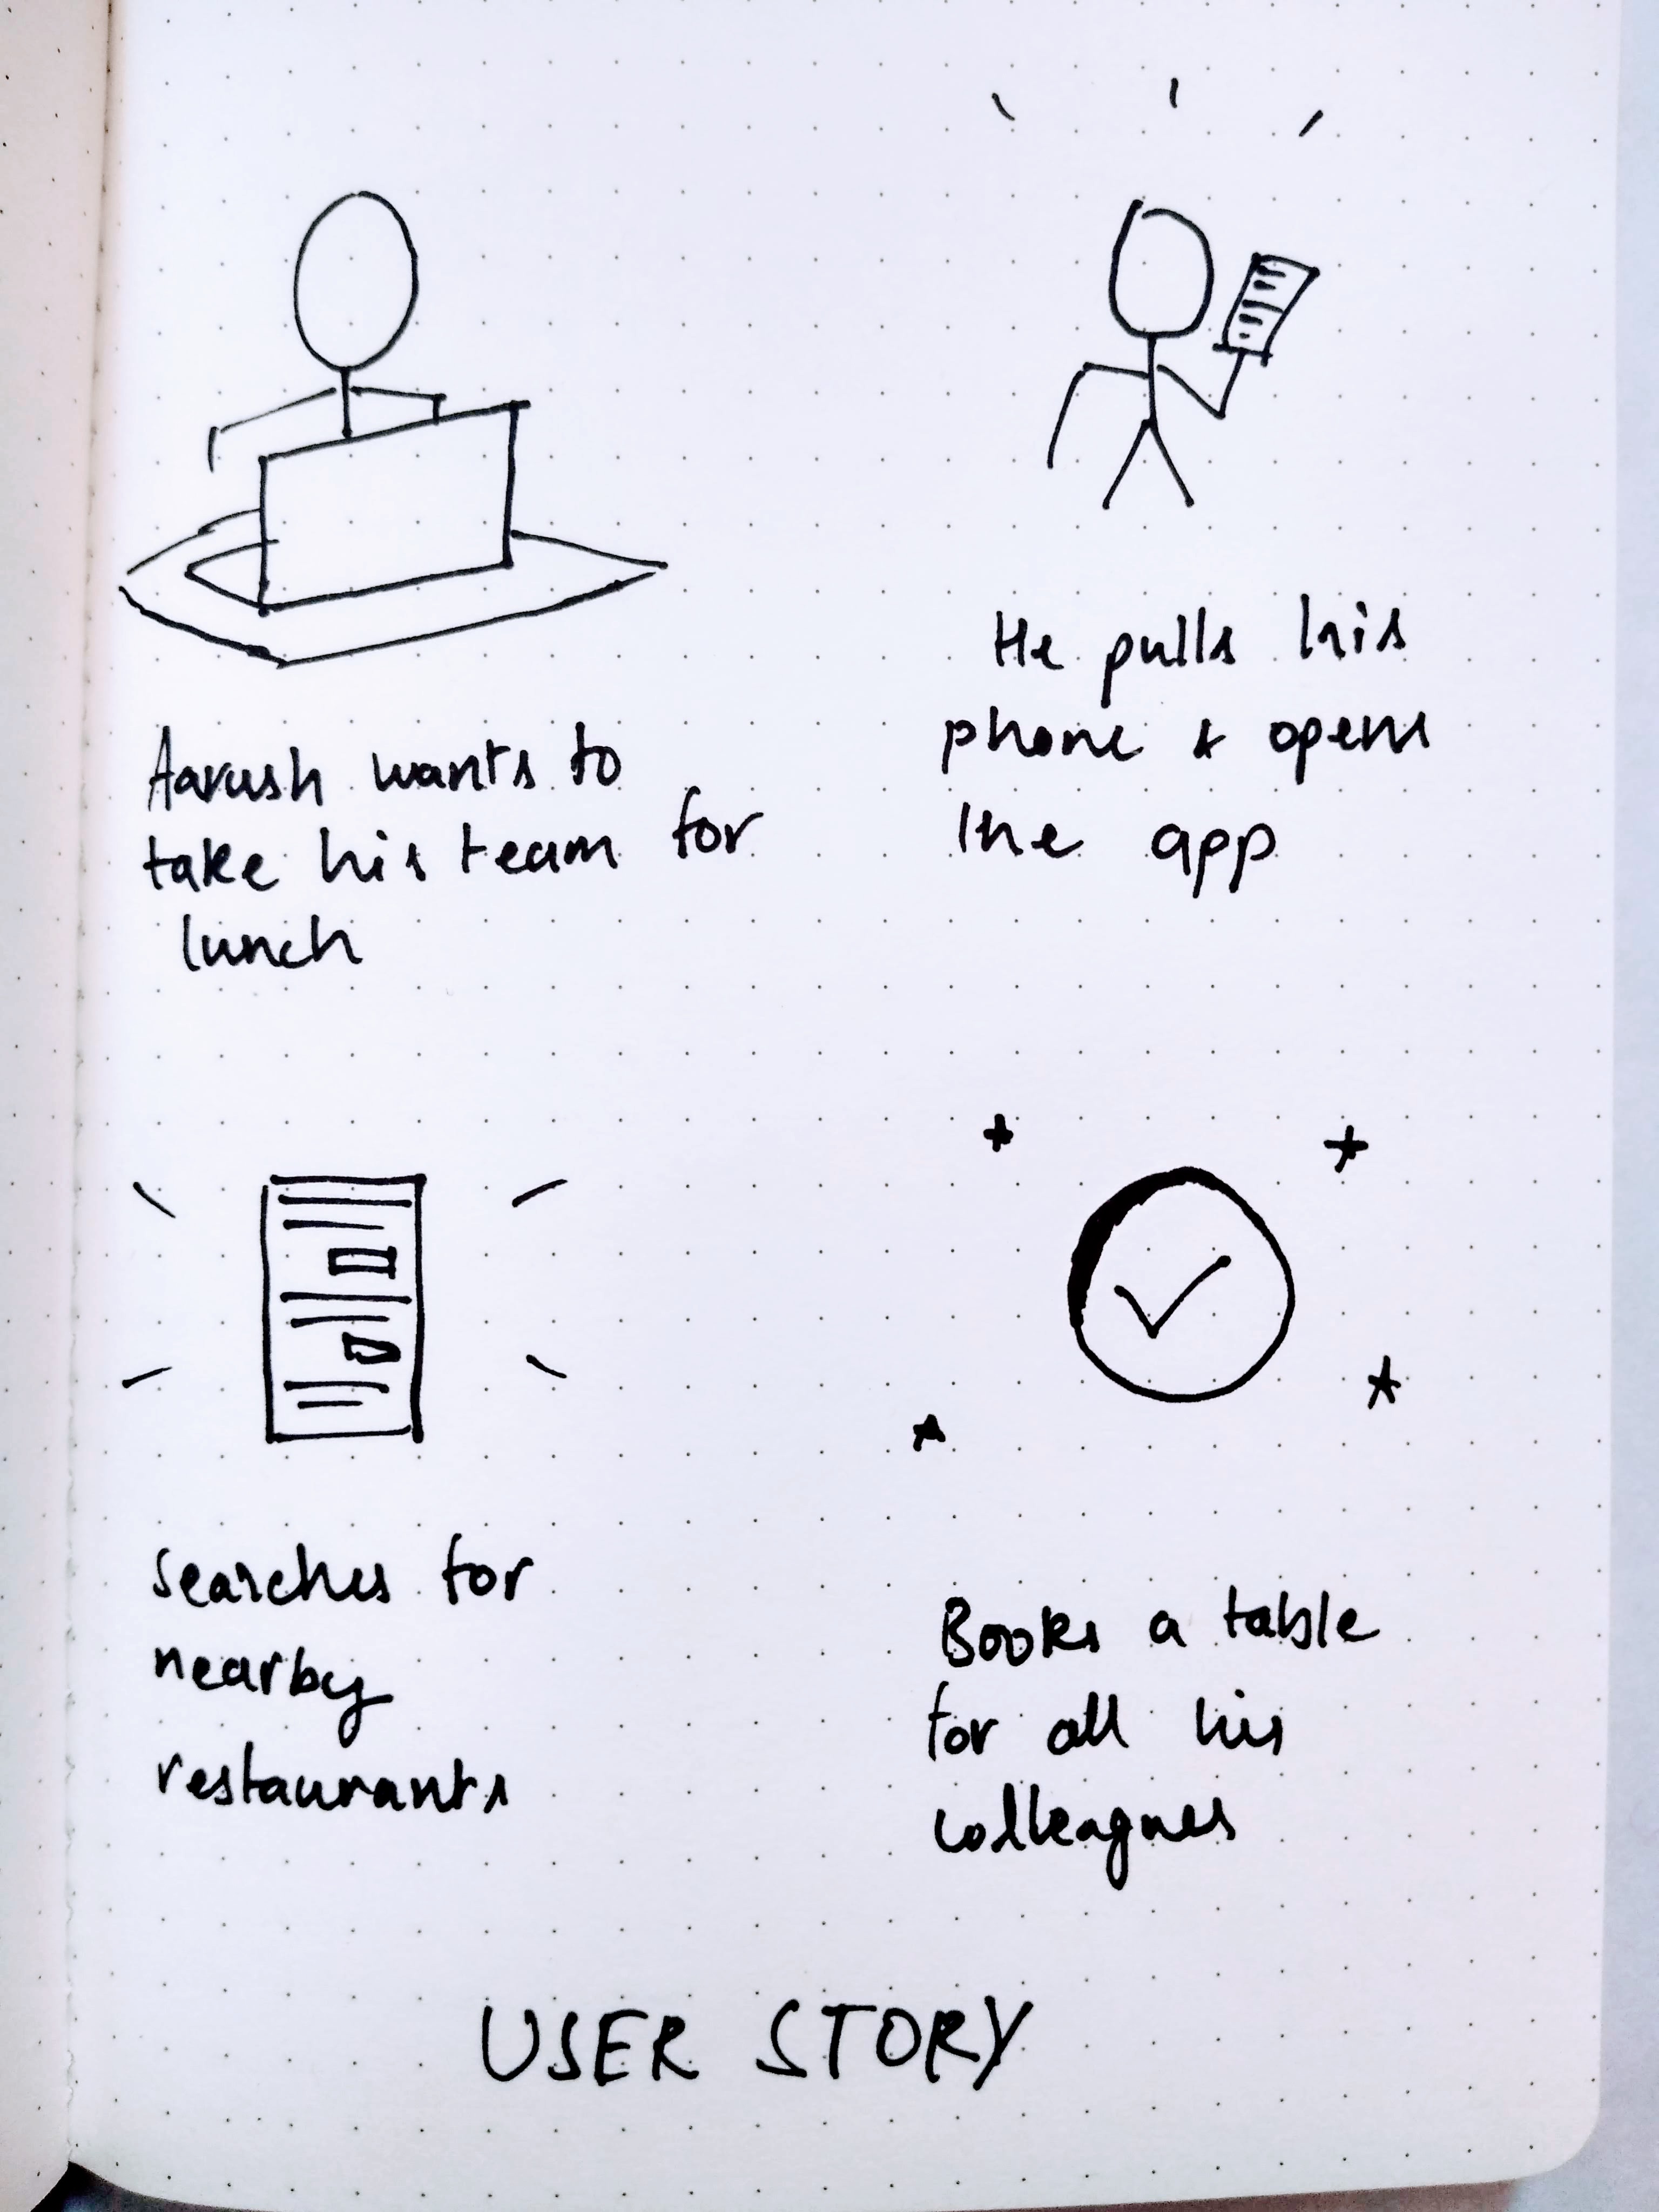 Aarush wants to
take his team for
lunch
He pulls his
phone & opens
the app
Searches for
nearby
restaurants
Books a table
for all his
colleagues
USER STORY